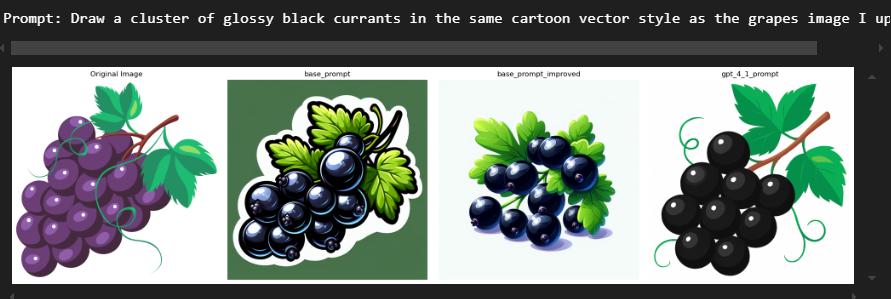 Prompt: Draw a cluster of glossy black currants in the same cartoon vector style as the grapes image I up
Original Image base_prompt base_prompt_improved gpt_4_1_prompt